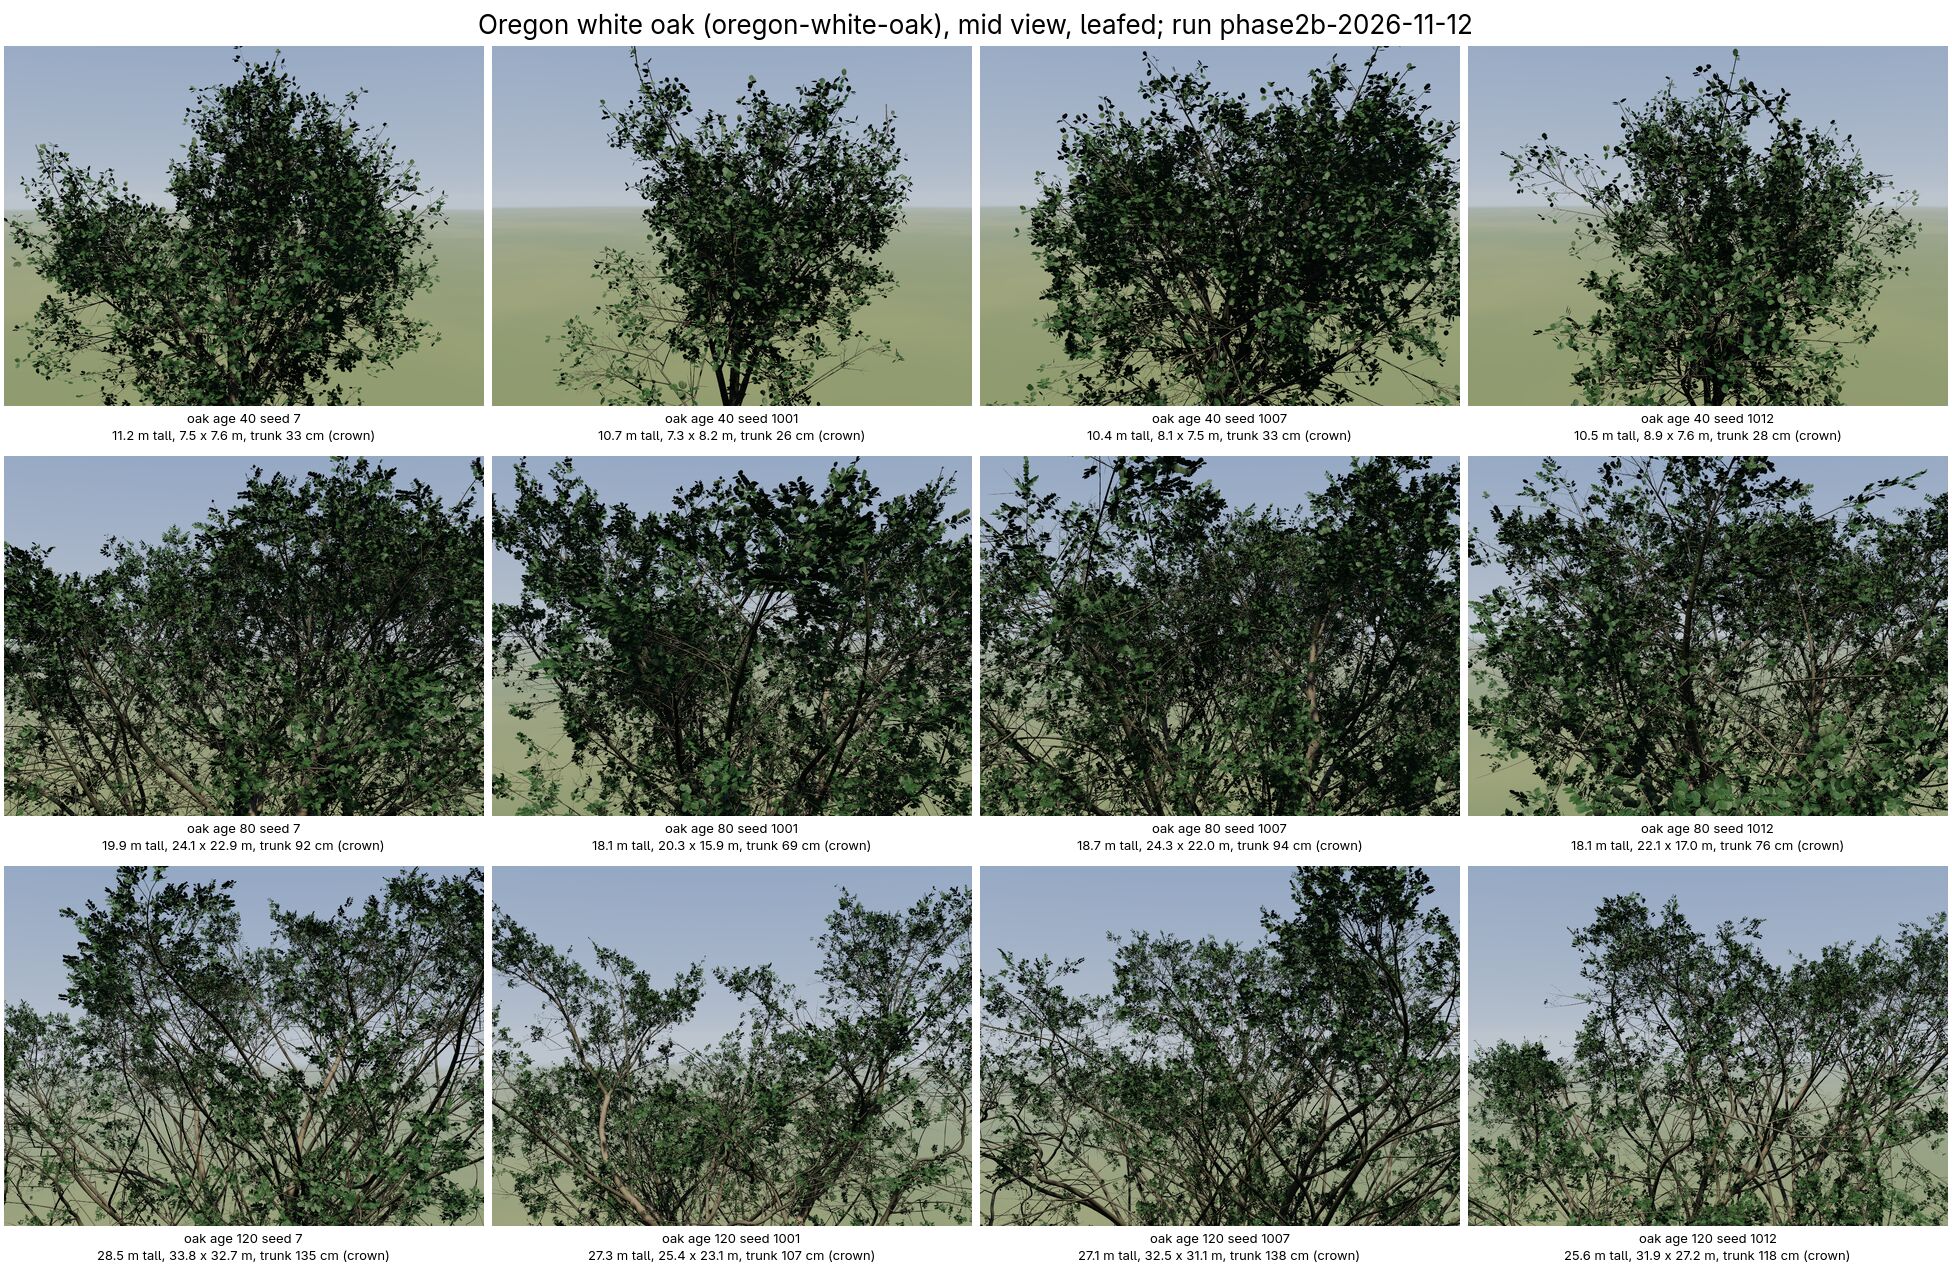 Oregon white oak (oregon-white-oak), mid view, leafed; run phase2b-2026-11-12
oak age 40 seed 7
11.2 m tall, 7.5 x 7.6 m, trunk 33 cm (crown)
oak age 40 seed 1001
10.7 m tall, 7.3 x 8.2 m, trunk 26 cm (crown)
oak age 40 seed 1007
10.4 m tall, 8.1 x 7.5 m, trunk 33 cm (crown)
oak age 40 seed 1012
10.5 m tall, 8.9 x 7.6 m, trunk 28 cm (crown)
oak age 80 seed 7
19.9 m tall, 24.1 x 22.9 m, trunk 92 cm (crown)
oak age 80 seed 1001
18.1 m tall, 20.3 x 15.9 m, trunk 69 cm (crown)
oak age 80 seed 1007
18.7 m tall, 24.3 x 22.0 m, trunk 94 cm (crown)
oak age 80 seed 1012
18.1 m tall, 22.1 x 17.0 m, trunk 76 cm (crown)
oak age 120 seed 7
28.5 m tall, 33.8 x 32.7 m, trunk 135 cm (crown)
oak age 120 seed 1001
27.3 m tall, 25.4 x 23.1 m, trunk 107 cm (crown)
oak age 120 seed 1007
27.1 m tall, 32.5 x 31.1 m, trunk 138 cm (crown)
oak age 120 seed 1012
25.6 m tall, 31.9 x 27.2 m, trunk 118 cm (crown)